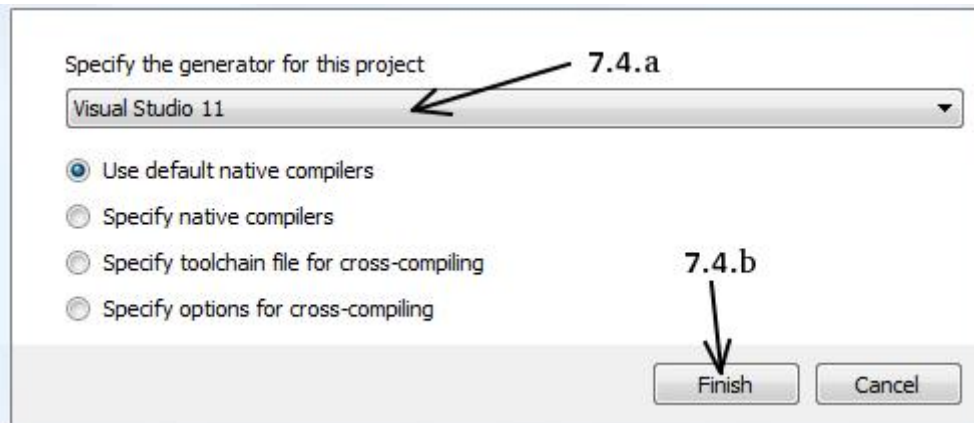 Specify the generator for this project
7.4.a
Visual Studio 11
Use default native compilers
Specify native compilers
Specify toolchain file for cross-compiling
7.4.b
Specify options for cross-compiling
Finish
Cancel